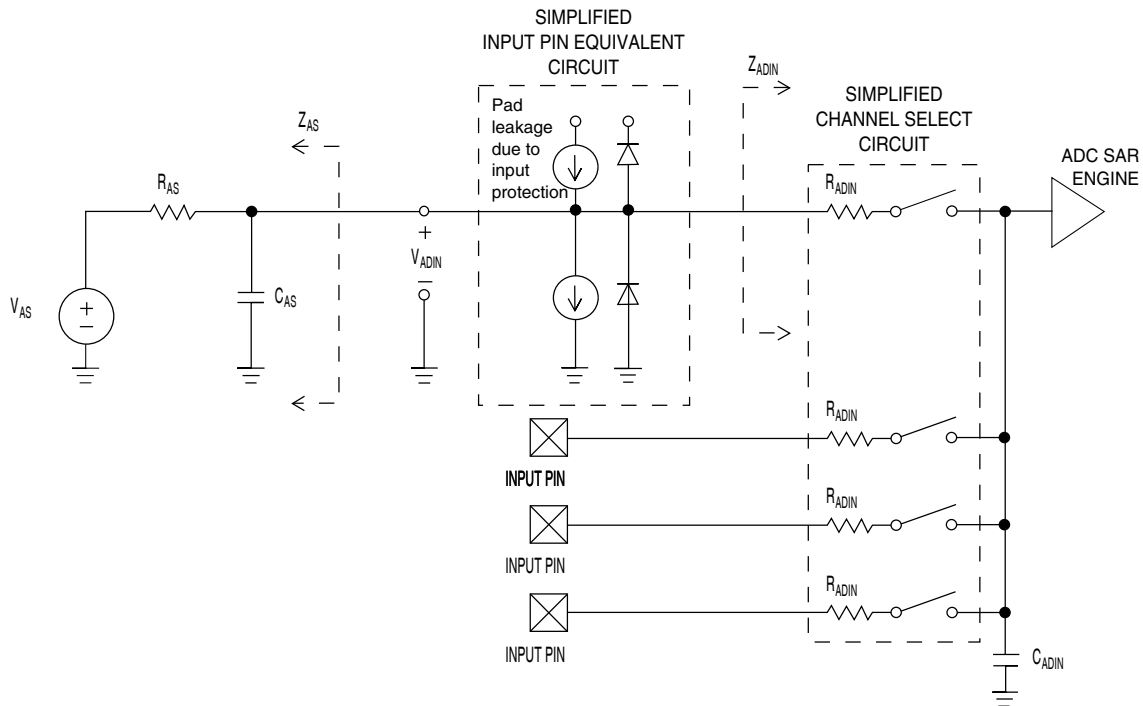 SIMPLIFIED
INPUT PIN EQUIVALENT
CIRCUIT
Pad
leakage
due to
input
protection
Z_ADIN
SIMPLIFIED
CHANNEL SELECT
CIRCUIT
ADC SAR
ENGINE
Z_AS
R_AS
R_ADIN
+
V_ADIN
–
C_AS
V_AS
+
–
R_ADIN
INPUT PIN
R_ADIN
INPUT PIN
R_ADIN
INPUT PIN
C_ADIN